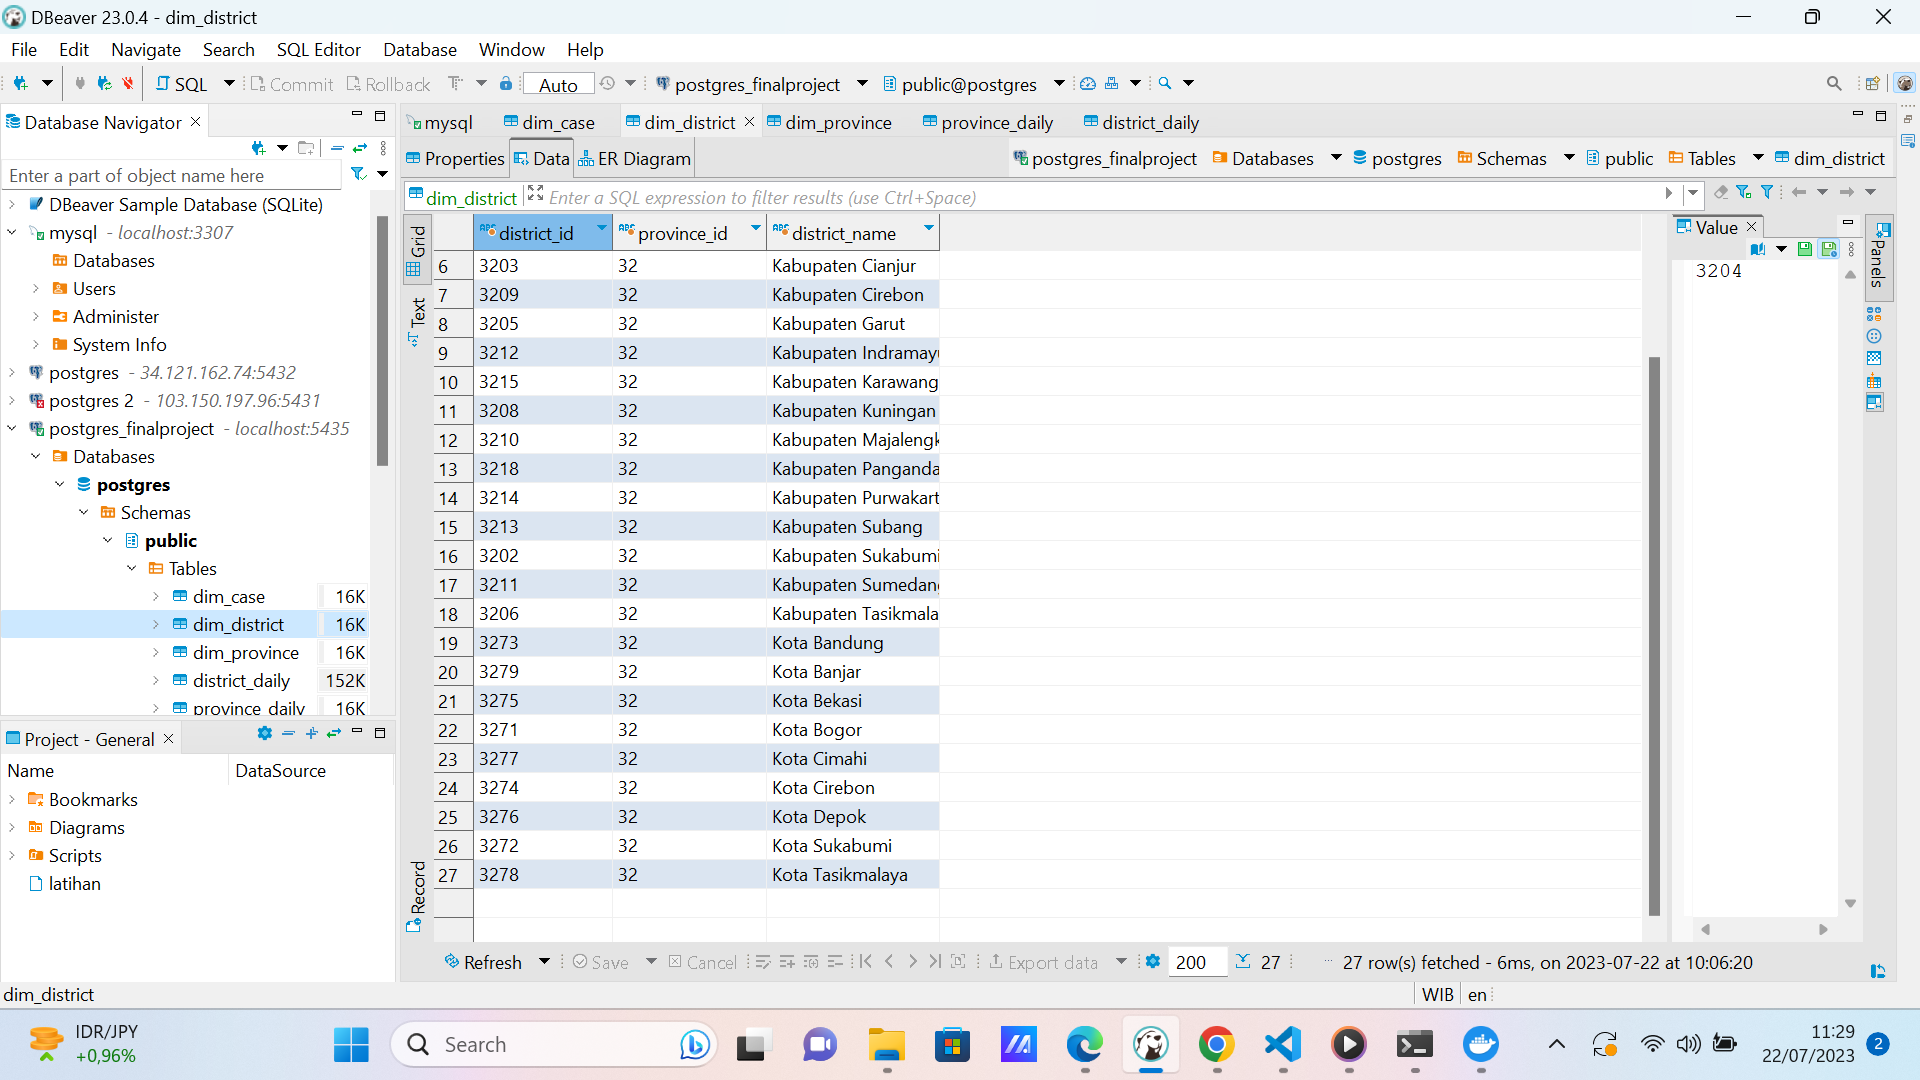 DBeaver 23.0.4 - dim_district
File Edit Navigate Search SQL Editor Database Window Help
SQL Commit Rollback Auto postgres_finalproject public@postgres
Database Navigator
Enter a part of object name here
DBeaver Sample Database (SQLite)
mysql - localhost:3307
Databases
Users
Administer
System Info
postgres - 34.121.162.74:5432
postgres 2 - 103.150.197.96:5431
postgres_finalproject - localhost:5435
Databases
postgres
Schemas
public
Tables
dim_case 16K
dim_district 16K
dim_province 16K
district_daily 152K
province_daily 16K
Project - General
Name DataSource
Bookmarks
Diagrams
Scripts
latihan
mysql dim_case dim_district dim_province province_daily district_daily
Properties Data ER Diagram postgres_finalproject Databases postgres Schemas public Tables dim_district
dim_district Enter a SQL expression to filter results (use Ctrl+Space)
Grid
Text
Record
district_id province_id district_name
6 3203 32 Kabupaten Cianjur
7 3209 32 Kabupaten Cirebon
8 3205 32 Kabupaten Garut
9 3212 32 Kabupaten Indramayu
10 3215 32 Kabupaten Karawang
11 3208 32 Kabupaten Kuningan
12 3210 32 Kabupaten Majalengk
13 3218 32 Kabupaten Panganda
14 3214 32 Kabupaten Purwakart
15 3213 32 Kabupaten Subang
16 3202 32 Kabupaten Sukabumi
17 3211 32 Kabupaten Sumedang
18 3206 32 Kabupaten Tasikmala
19 3273 32 Kota Bandung
20 3279 32 Kota Banjar
21 3275 32 Kota Bekasi
22 3271 32 Kota Bogor
23 3277 32 Kota Cimahi
24 3274 32 Kota Cirebon
25 3276 32 Kota Depok
26 3272 32 Kota Sukabumi
27 3278 32 Kota Tasikmalaya
Value
3204
Panels
Refresh Save Cancel Export data 200 27 27 row(s) fetched - 6ms, on 2023-07-22 at 10:06:20
dim_district WIB en
IDR/JPY
+0,96%
Search
11:29
22/07/2023
2